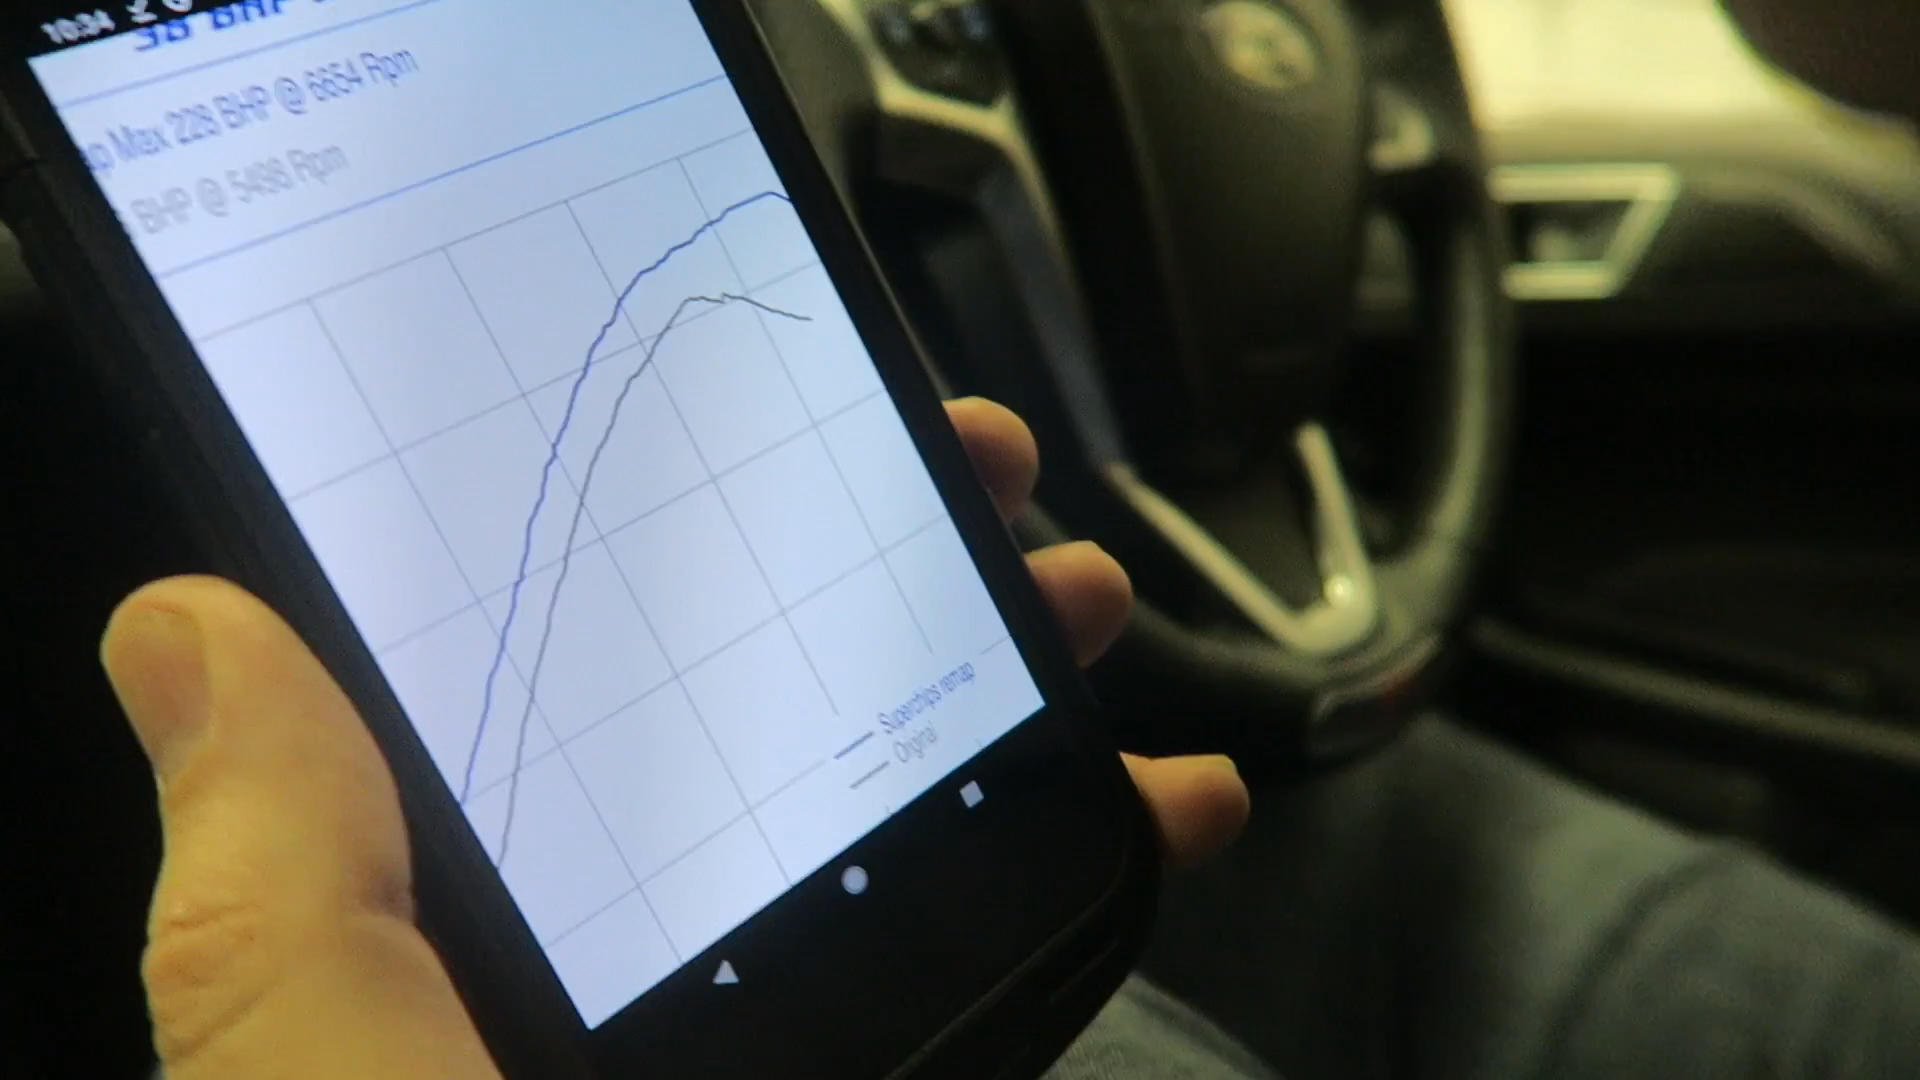 10:34
38 BHP
Max 228 BHP @ 6654 Rpm
BHP @ 5498 Rpm
Superchips remap
Original